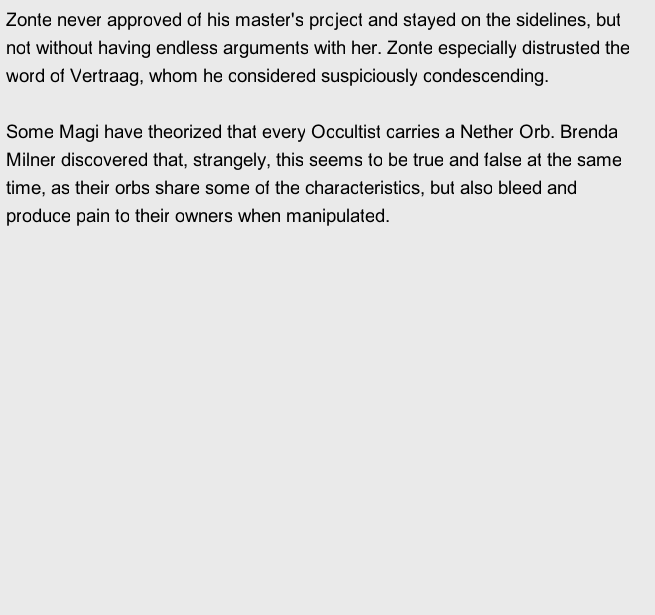 Zonte never approved of his master's project and stayed on the sidelines, but
not without having endless arguments with her. Zonte especially distrusted the
word of Vertraag, whom he considered suspiciously condescending.
Some Magi have theorized that every Occultist carries a Nether Orb. Brenda
Milner discovered that, strangely, this seems to be true and false at the same
time, as their orbs share some of the characteristics, but also bleed and
produce pain to their owners when manipulated.